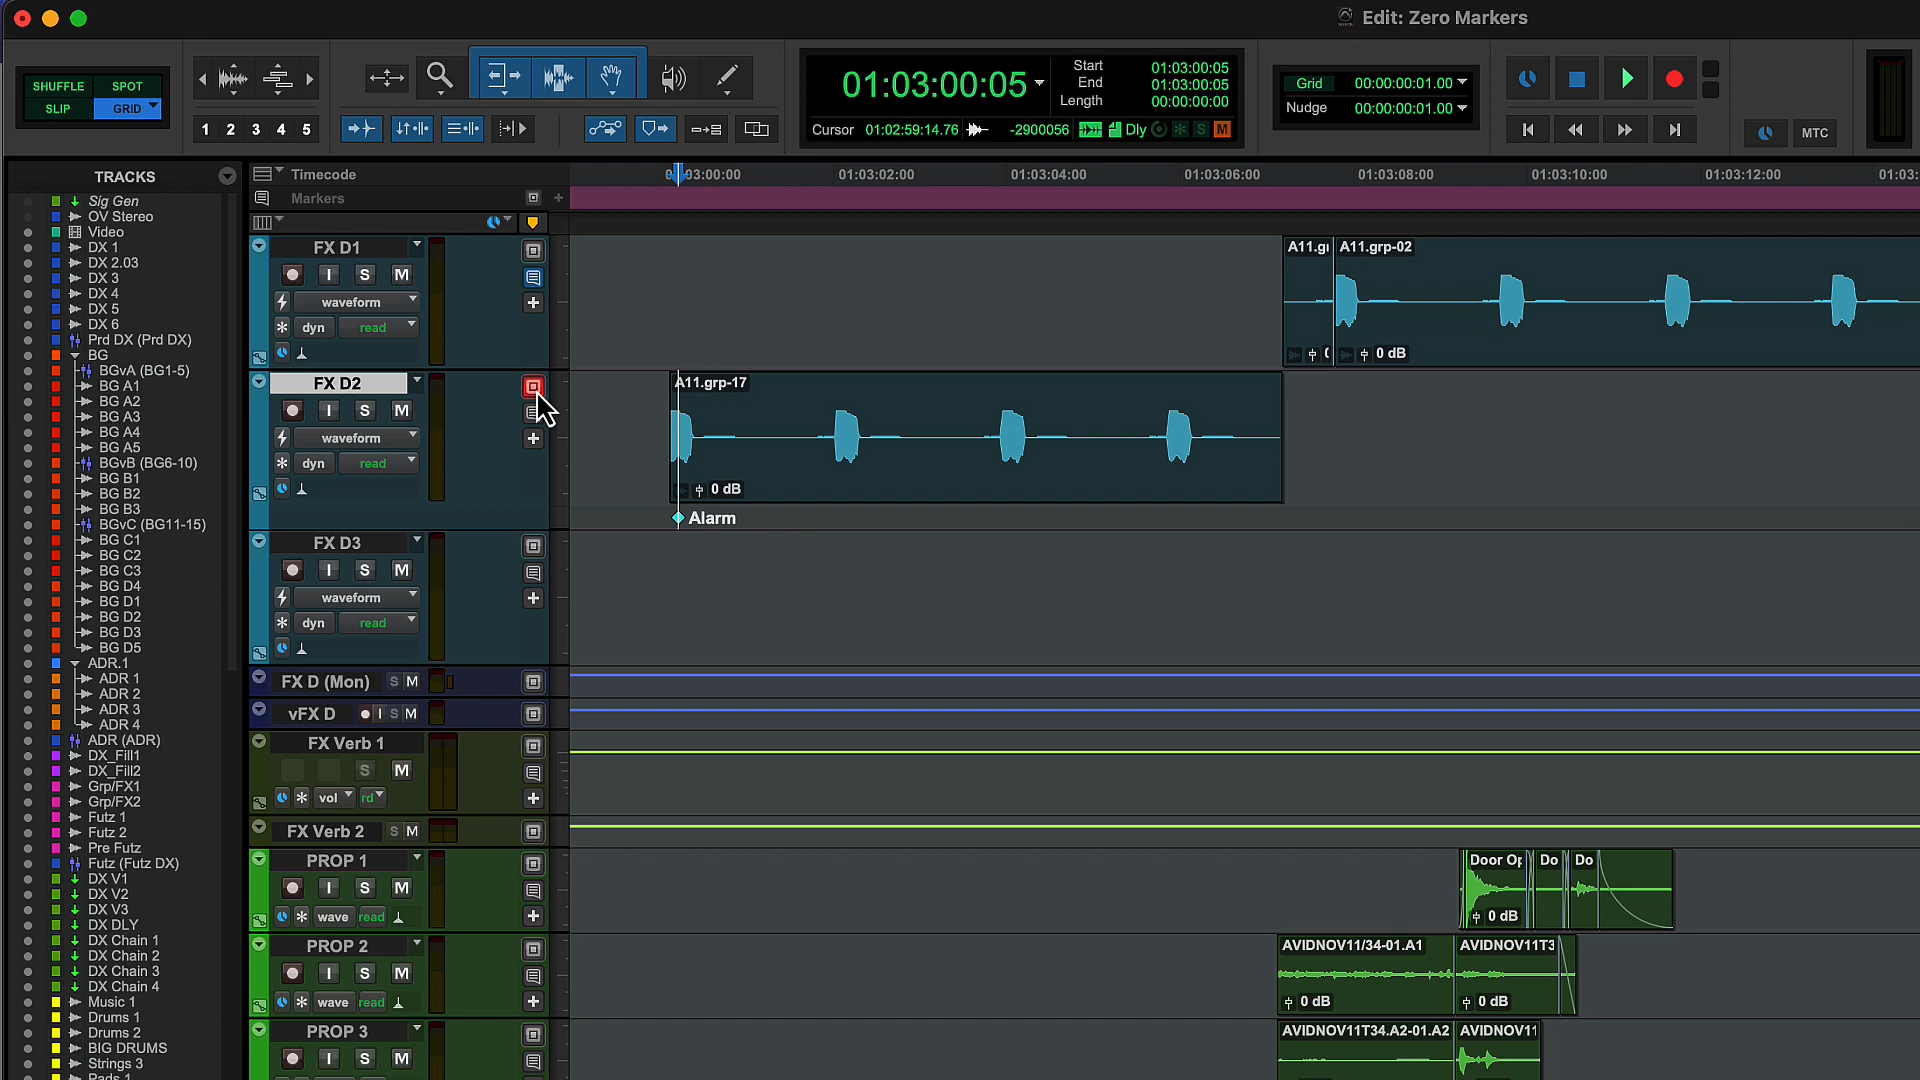 Edit: Zero Markers
SHUFFLE SPOT
SLIP GRID
1 2 3 4 5
01:03:00:05
Start 01:03:00:05
End 01:03:00:05
Length 00:00:00:00
Cursor 01:02:59:14.76 -2900056 Dly S M
Grid 00:00:00:01.00
Nudge 00:00:00:01.00
MTC
TRACKS
Sig Gen
OV Stereo
Video
DX 1
DX 2.03
DX 3
DX 4
DX 5
DX 6
Prd DX (Prd DX)
BG
BGvA (BG1-5)
BG A1
BG A2
BG A3
BG A4
BG A5
BGvB (BG6-10)
BG B1
BG B2
BG B3
BGvC (BG11-15)
BG C1
BG C2
BG C3
BG D4
BG D1
BG D2
BG D3
BG D5
ADR.1
ADR 1
ADR 2
ADR 3
ADR 4
ADR (ADR)
DX_Fill1
DX_Fill2
Grp/FX1
Grp/FX2
Futz 1
Futz 2
Pre Futz
Futz (Futz DX)
DX V1
DX V2
DX V3
DX DLY
DX Chain 1
DX Chain 2
DX Chain 3
DX Chain 4
Music 1
Drums 1
Drums 2
BIG DRUMS
Strings 3
Pads 1
Timecode
Markers
03:00:00 01:03:02:00 01:03:04:00 01:03:06:00 01:03:08:00 01:03:10:00 01:03:12:00 01:03:
FX D1
I S M
waveform
dyn read
A11.gr A11.grp-02
0 dB
FX D2
I S M
waveform
dyn read
A11.grp-17
0 dB
Alarm
FX D3
I S M
waveform
dyn read
FX D (Mon) S M
vFX D I S M
FX Verb 1
S M
vol rd
FX Verb 2 S M
PROP 1
I S M
wave read
Door Op Do Do
0 dB
PROP 2
I S M
wave read
AVIDNOV11/34-01.A1 AVIDNOV11T3
0 dB 0 dB
PROP 3
I S M
AVIDNOV11T34.A2-01.A2 AVIDNOV11